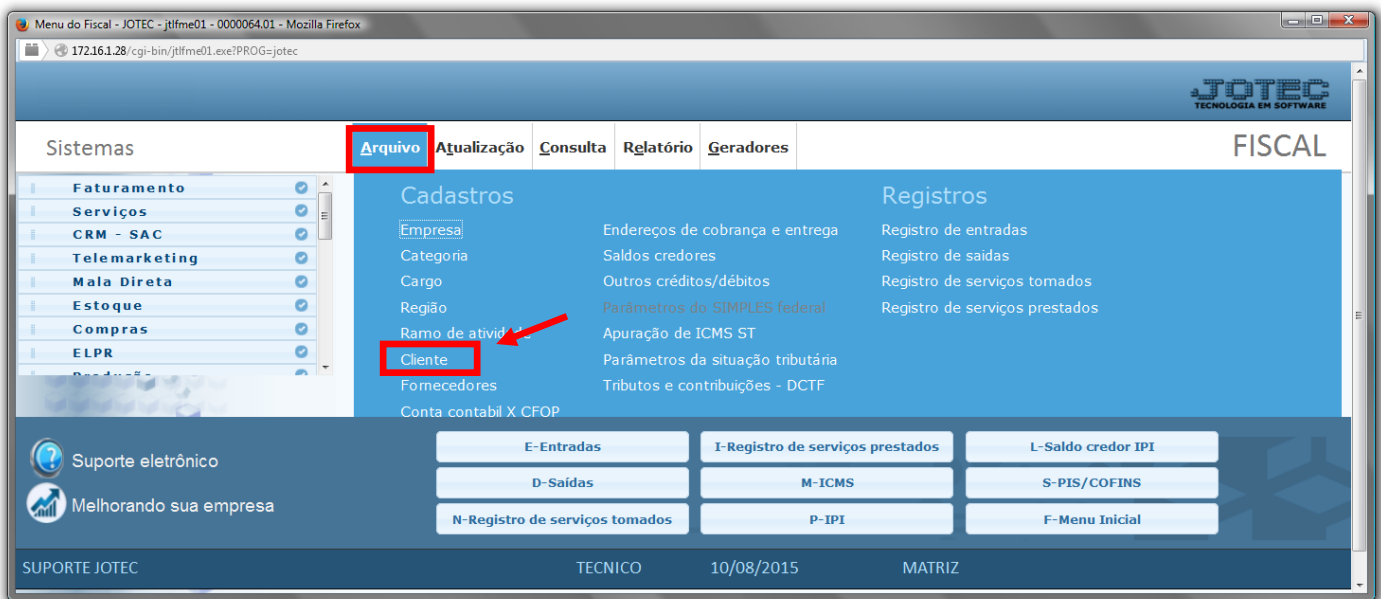 Menu do Fiscal - JOTEC - jtlfme01 - 0000064.01 - Mozilla Firefox
172.16.1.28/cgi-bin/jtlfme01.exe?PROG=jotec
JOTEC
TECNOLOGIA EM SOFTWARE
Sistemas
Arquivo Atualização Consulta Relatório Geradores
FISCAL
Faturamento
Serviços
CRM - SAC
Telemarketing
Mala Direta
Estoque
Compras
ELPR
Produção
Cadastros
Empresa
Categoria
Cargo
Região
Ramo de atividade
Cliente
Fornecedores
Conta contabil X CFOP
Endereços de cobrança e entrega
Saldos credores
Outros créditos/débitos
Parâmetros do SIMPLES federal
Apuração de ICMS ST
Parâmetros da situação tributária
Tributos e contribuições - DCTF
Registros
Registro de entradas
Registro de saidas
Registro de serviços tomados
Registro de serviços prestados
Suporte eletrônico
Melhorando sua empresa
E-Entradas I-Registro de serviços prestados L-Saldo credor IPI
D-Saídas M-ICMS S-PIS/COFINS
N-Registro de serviços tomados P-IPI F-Menu Inicial
SUPORTE JOTEC TECNICO 10/08/2015 MATRIZ